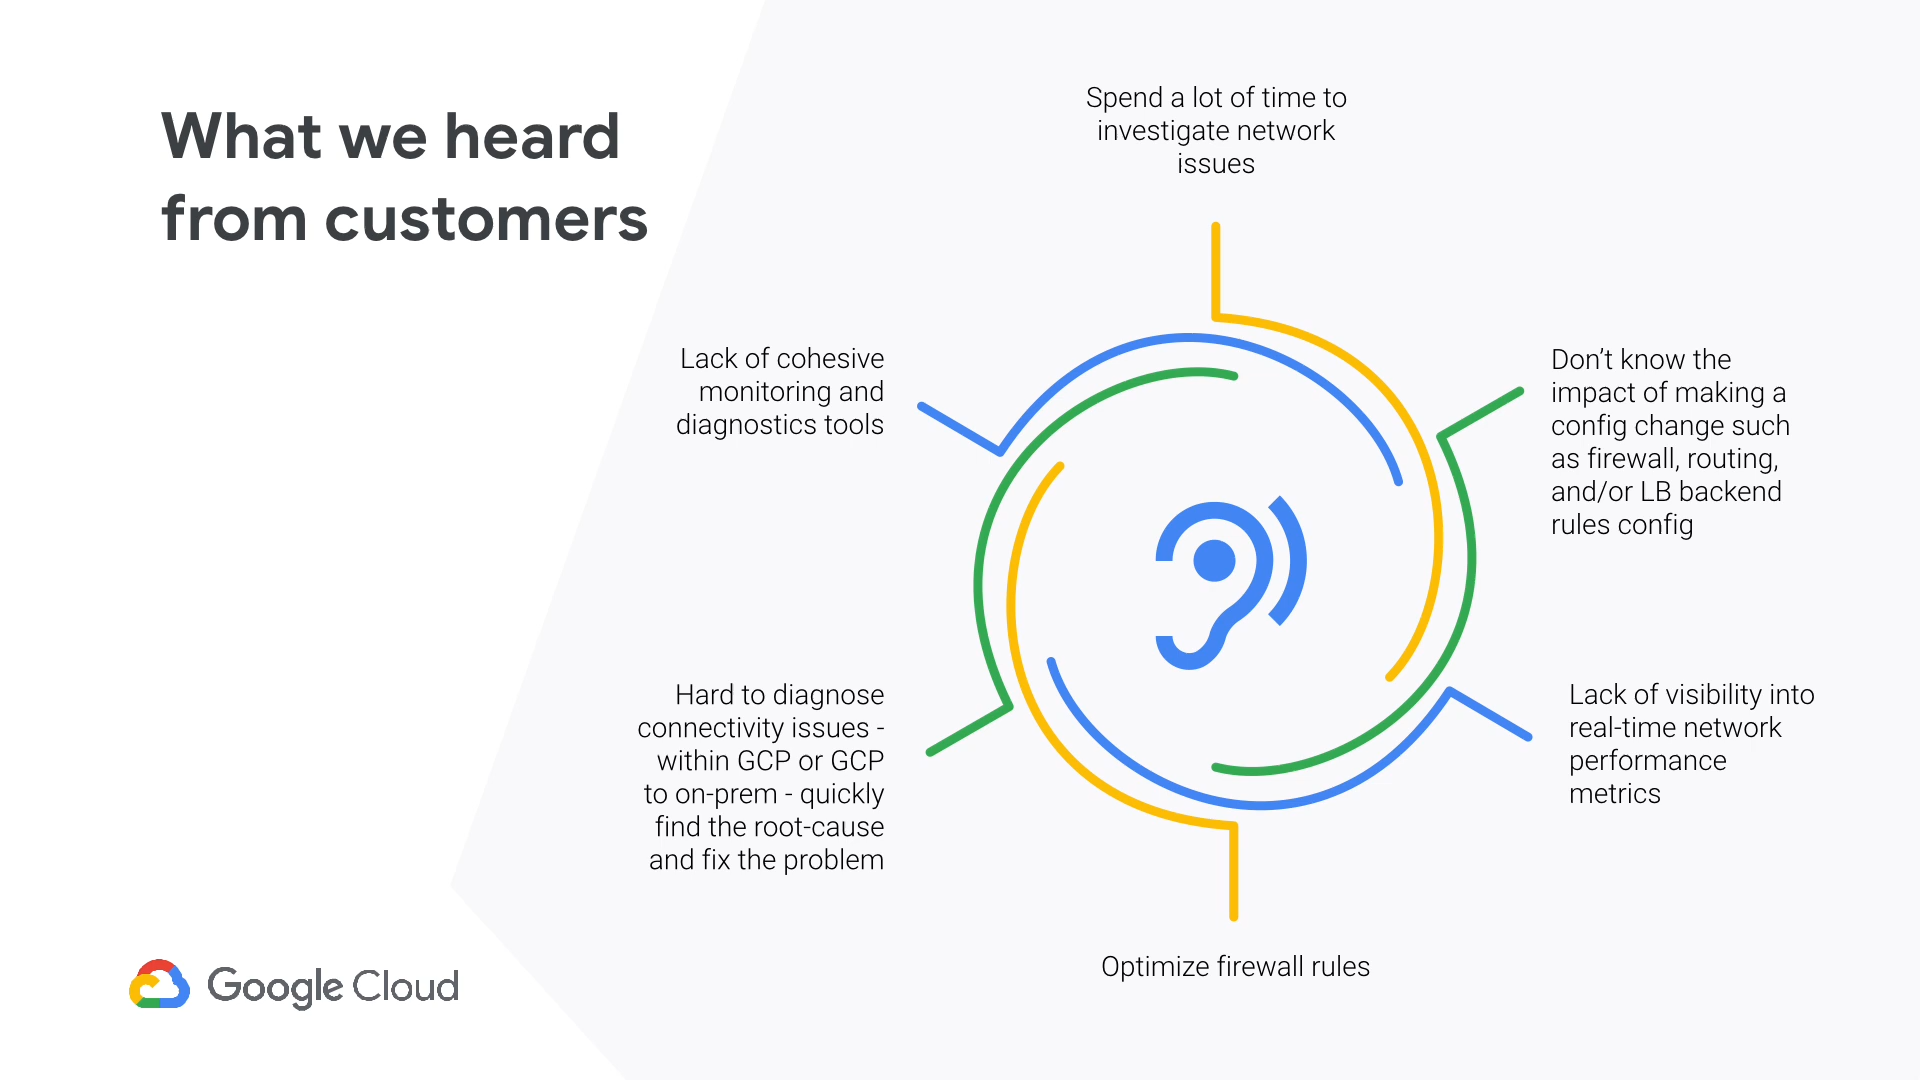 What we heard
from customers
Spend a lot of time to
investigate network
issues
Lack of cohesive
monitoring and
diagnostics tools
Don’t know the
impact of making a
config change such
as firewall, routing,
and/or LB backend
rules config
Hard to diagnose
connectivity issues -
within GCP or GCP
to on-prem - quickly
find the root-cause
and fix the problem
Lack of visibility into
real-time network
performance
metrics
Optimize firewall rules
Google Cloud